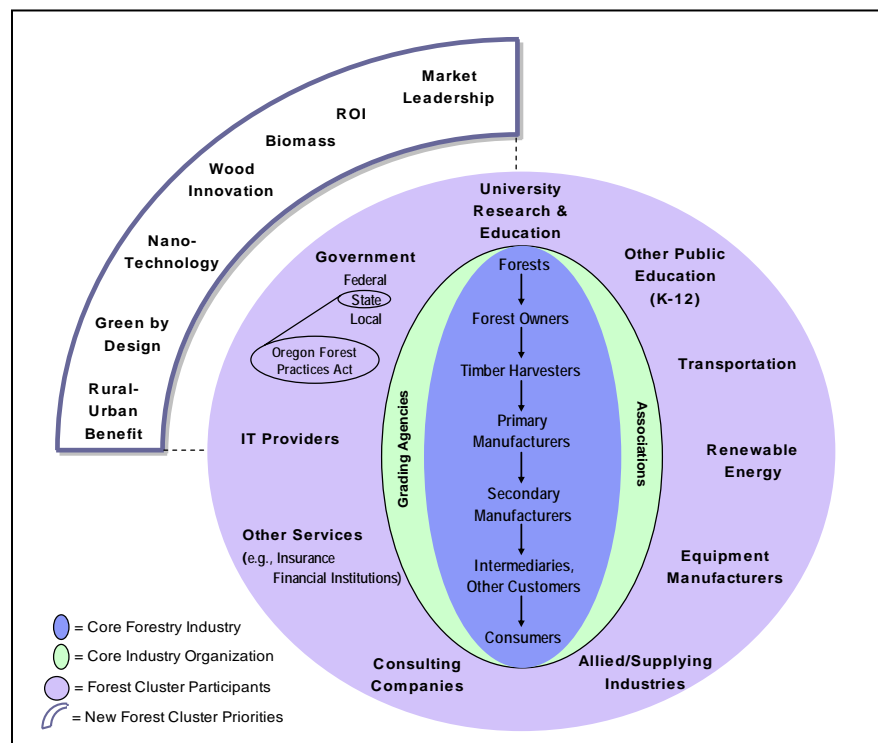 Market
Leadership
ROI
Biomass
Wood
Innovation
Nano-
Technology
Green by
Design
Rural-
Urban
Benefit
University
Research &
Education
Government
Federal
State
Local
Oregon Forest
Practices Act
IT Providers
Other Services
(e.g., Insurance
Financial Institutions)
Consulting
Companies
Grading Agencies
Forests
Forest Owners
Timber Harvesters
Primary
Manufacturers
Secondary
Manufacturers
Intermediaries,
Other Customers
Consumers
Associations
Other Public
Education
(K-12)
Transportation
Renewable
Energy
Equipment
Manufacturers
Allied/Supplying
Industries
= Core Forestry Industry
= Core Industry Organization
= Forest Cluster Participants
= New Forest Cluster Priorities